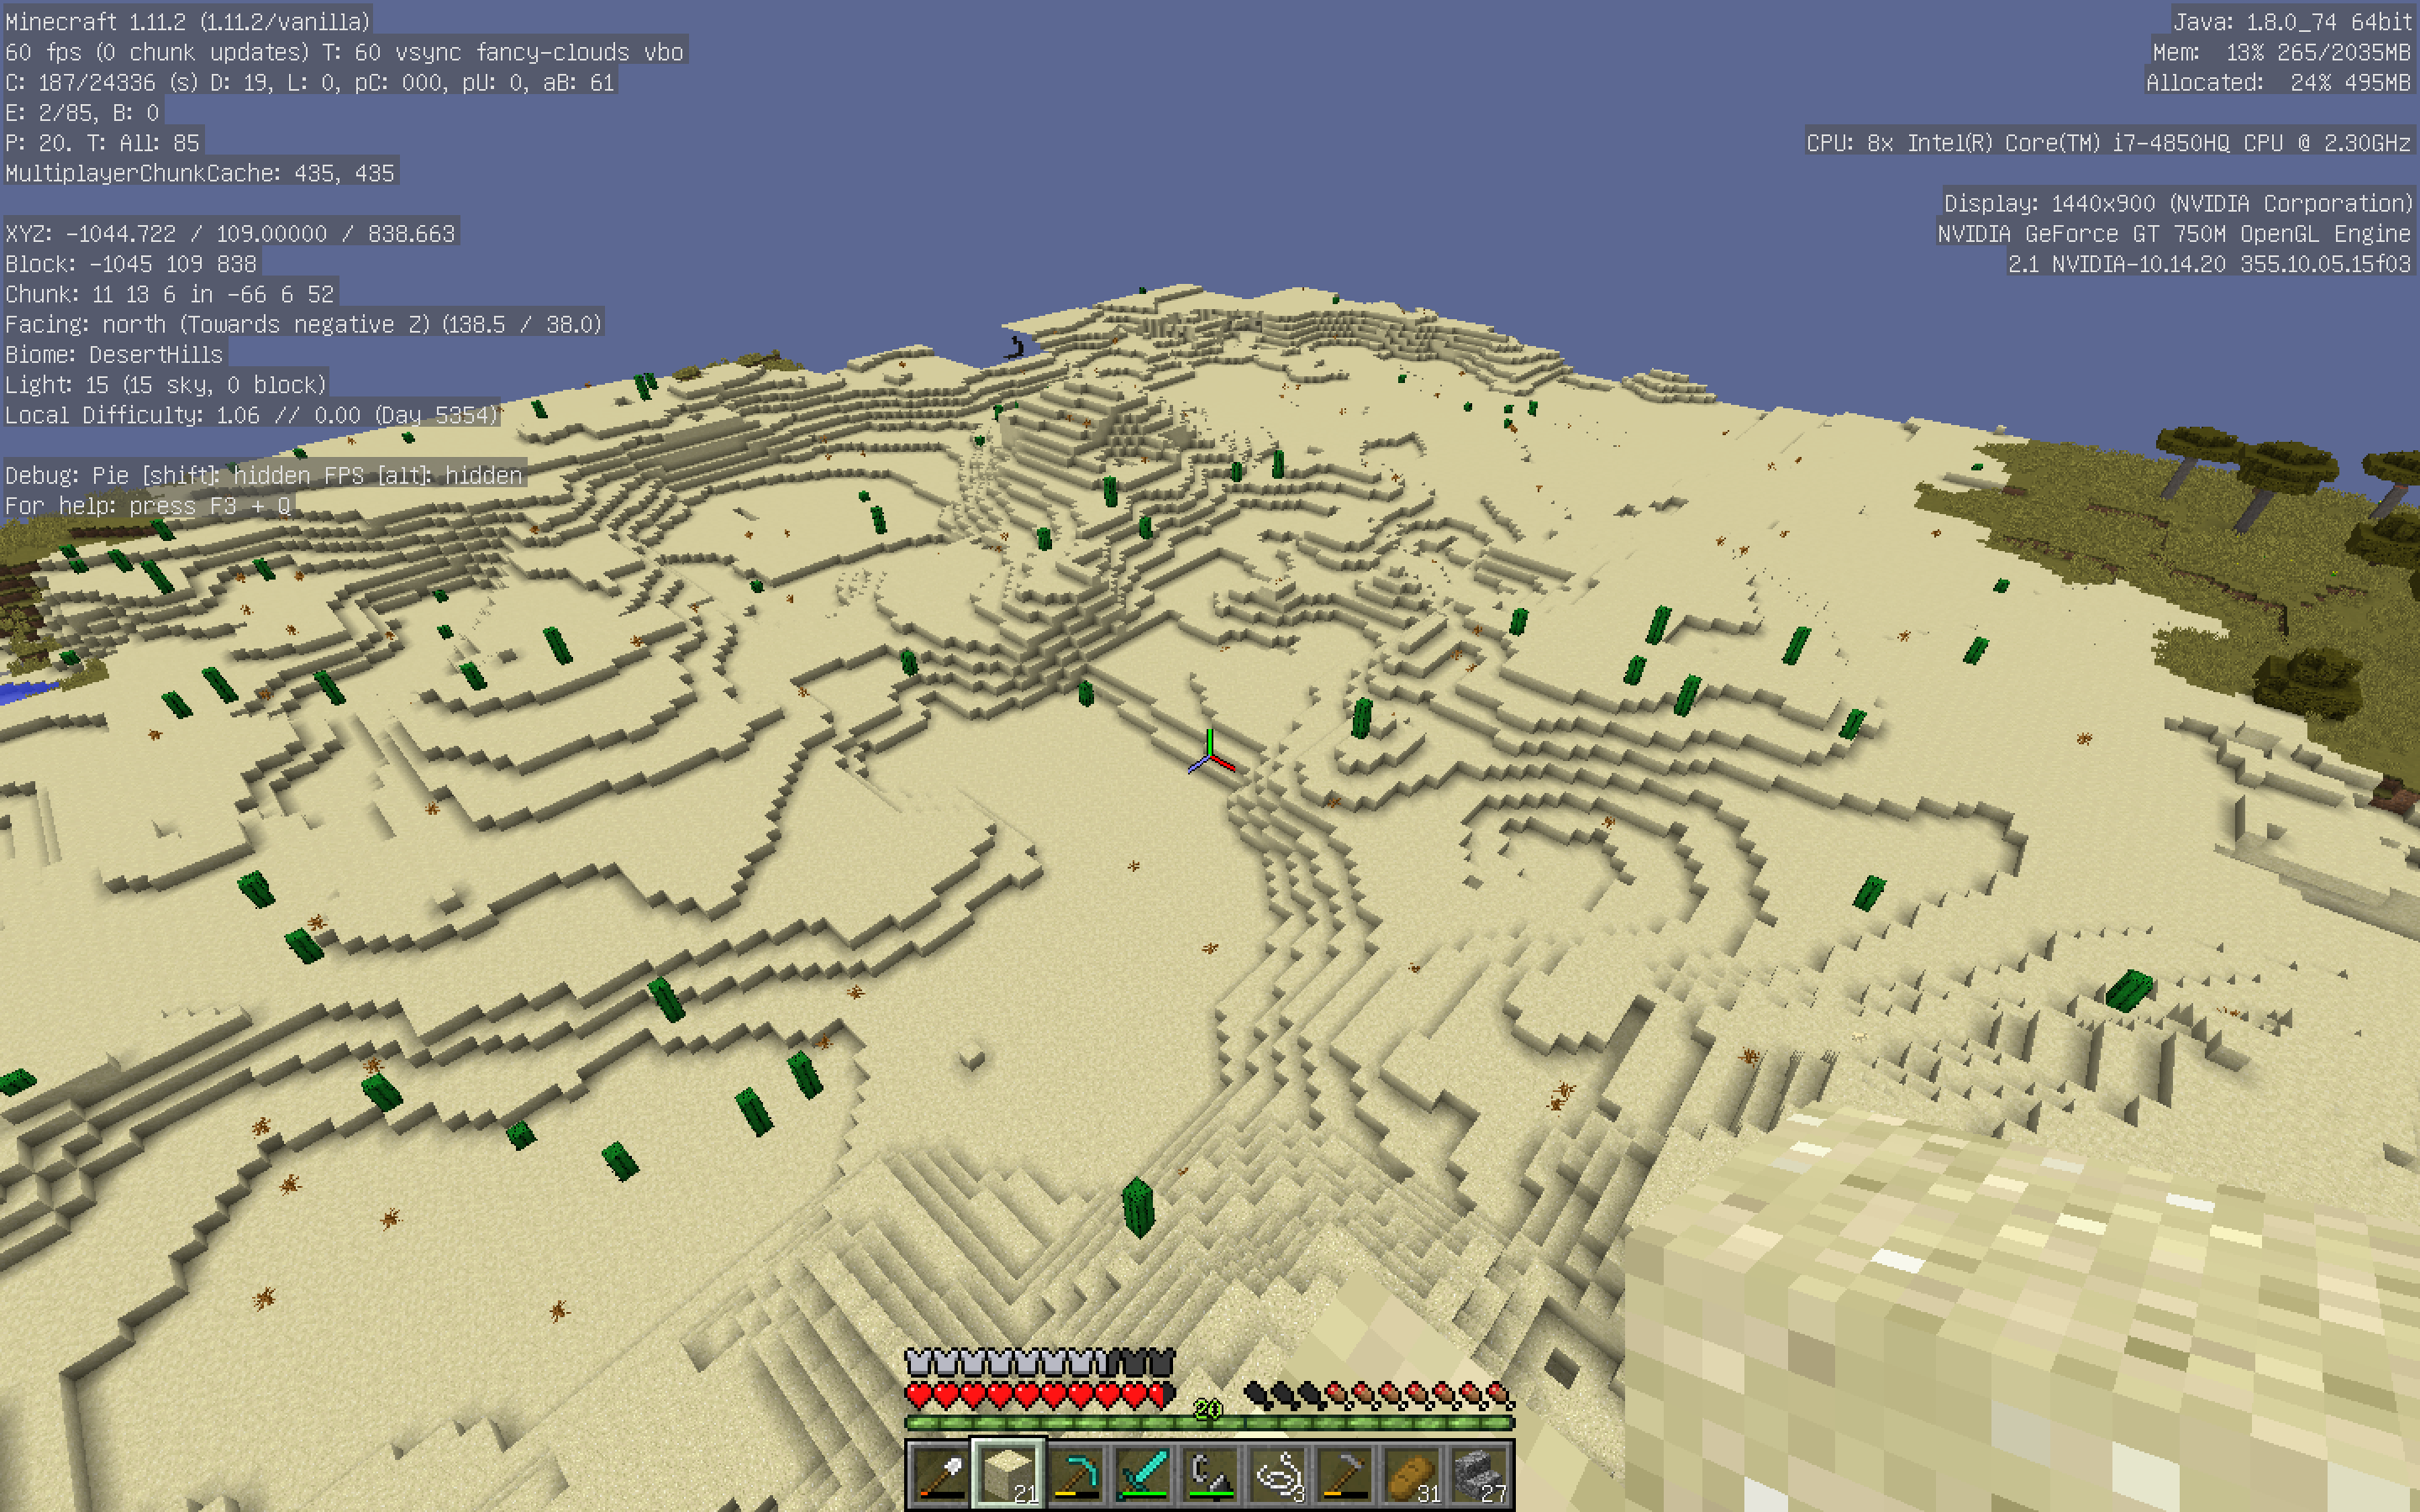 Minecraft 1.11.2 (1.11.2/vanilla)
60 fps (0 chunk updates) T: 60 vsync fancy-clouds vbo
C: 187/24336 (s) D: 19, L: 0, pC: 000, pU: 0, aB: 61
E: 2/85, B: 0
P: 20. T: All: 85
MultiplayerChunkCache: 435, 435
XYZ: -1044.722 / 109.00000 / 838.663
Block: -1045 109 838
Chunk: 11 13 6 in -66 6 52
Facing: north (Towards negative Z) (138.5 / 38.0)
Biome: DesertHills
Light: 15 (15 sky, 0 block)
Local Difficulty: 1.06 // 0.00 (Day 5354)
Debug: Pie [shift]: hidden FPS [alt]: hidden
For help: press F3 + Q
Java: 1.8.0_74 64bit
Mem: 13% 265/2035MB
Allocated: 24% 495MB
CPU: 8x Intel(R) Core(TM) i7-4850HQ CPU @ 2.30GHz
Display: 1440x900 (NVIDIA Corporation)
NVIDIA GeForce GT 750M OpenGL Engine
2.1 NVIDIA-10.14.20 355.10.05.15f03
20
21 3 31 27